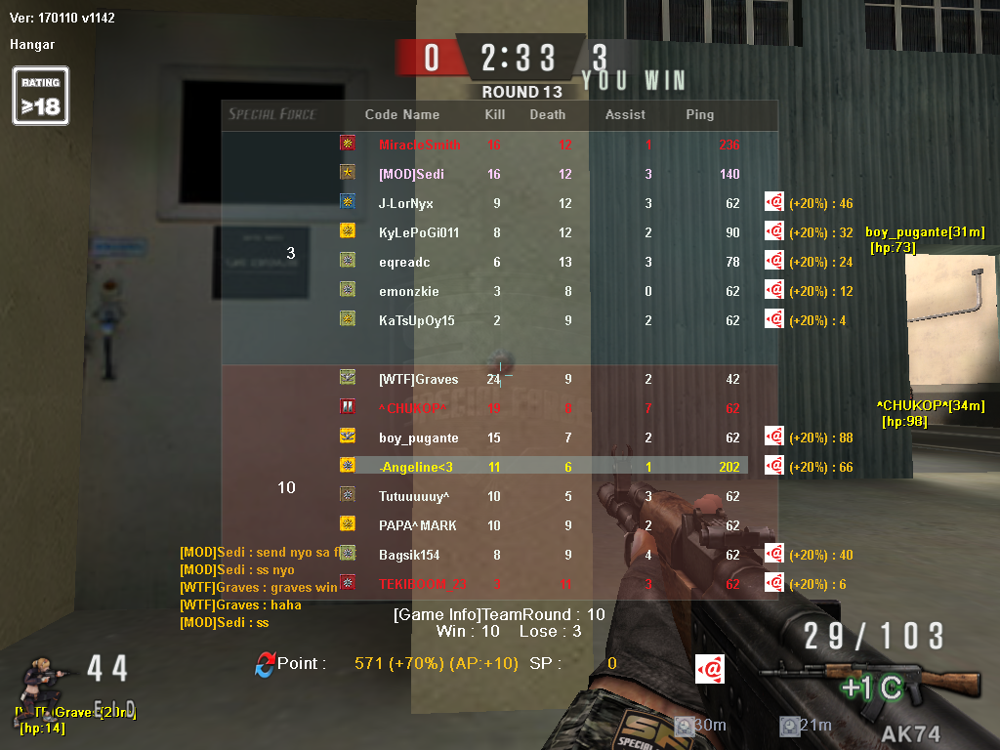 Ver: 170110 v1142
Hangar
RATING
≥18
0 2:33 3
YOU WIN
ROUND 13
SPECIAL FORCE Code Name Kill Death Assist Ping
MiracleSmith 16 12 1 236
[MOD]Sedi 16 12 3 140
J-LorNyx 9 12 3 62 @ (+20%) : 46
KyLePoGi011 8 12 2 90 @ (+20%) : 32
boy_pugante[31m]
[hp:73]
3
eqreadc 6 13 3 78 @ (+20%) : 24
emonzkie 3 8 0 62 @ (+20%) : 12
KaTsUpOy15 2 9 2 62 @ (+20%) : 4
[WTF]Graves 24 9 2 42
^CHUKOP^ 19 7 62
^CHUKOP^[34m]
[hp:98]
boy_pugante 15 7 2 62 @ (+20%) : 88
-Angeline<3 11 6 1 202 @ (+20%) : 66
10
Tutuuuuuy^ 10 5 3 62
PAPA^MARK 10 9 2 62
Bagsik154 8 9 4 62 @ (+20%) : 40
TEKIDOOM_23 3 11 3 62 @ (+20%) : 6
[MOD]Sedi : send nyo sa
[MOD]Sedi : ss nyo
[WTF]Graves : graves win
[WTF]Graves : haha
[MOD]Sedi : ss
[Game Info]TeamRound : 10
Win : 10 Lose : 3
Point : 571 (+70%) (AP:+10) SP : 0 @
29/103
44
+1 C
[WTF]Graves[20m]
[hp:14]
30m 21m
AK74
SF
SPECIAL